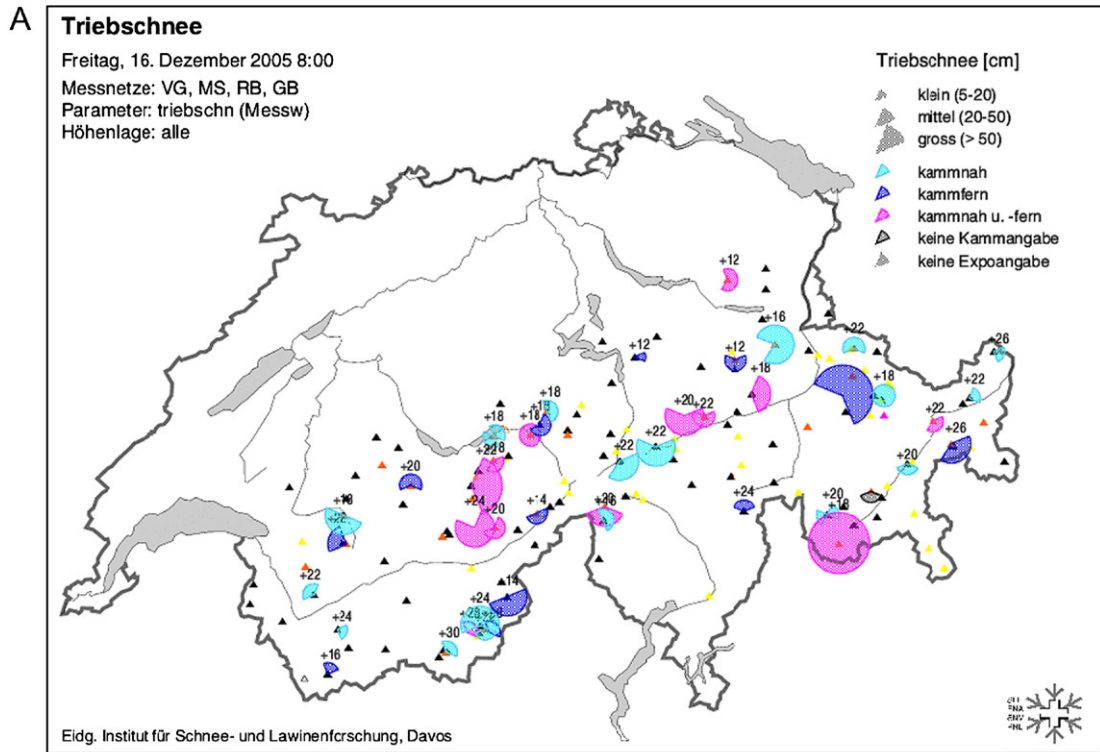 A
Triebschnee
Freitag, 16. Dezember 2005 8:00
Messnetze: VG, MS, RB, GB
Parameter: triebschn (Messw)
Höhenlage: alle
Triebschnee [cm]
klein (5-20)
mittel (20-50)
gross (> 50)
kammnah
kammfern
kammnah u. -fern
keine Kammangabe
keine Expoangabe
+12
+16
+22
+26
+12
+12
+18
+18
+22
+18
+20
+22
+22
+26
+18
+22
+22
+20
+22
+20
+24
+14
+24
+20
+20
+18
+22
+14
+24
+24
+30
+16
Eidg. Institut für Schnee- und Lawinenforschung, Davos